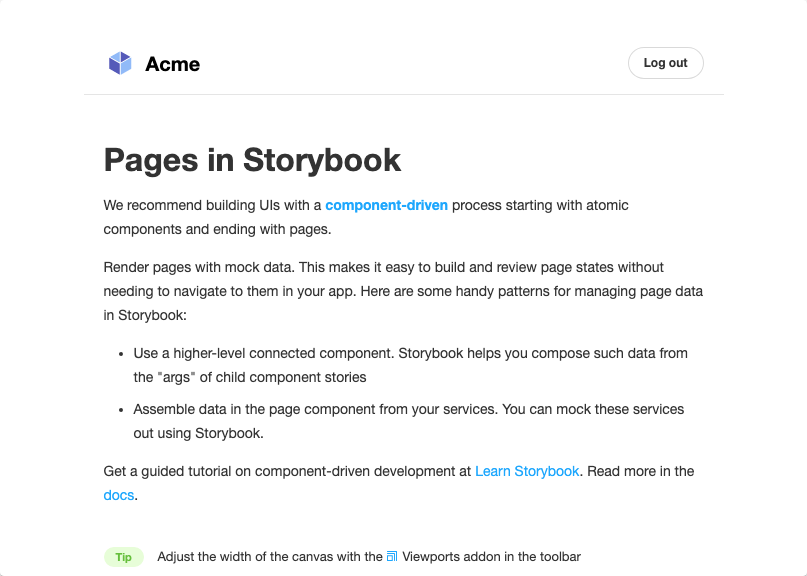 Acme
Log out
Pages in Storybook
We recommend building UIs with a component-driven process starting with atomic
components and ending with pages.
Render pages with mock data. This makes it easy to build and review page states without
needing to navigate to them in your app. Here are some handy patterns for managing page data
in Storybook:
• Use a higher-level connected component. Storybook helps you compose such data from
the "args" of child component stories
• Assemble data in the page component from your services. You can mock these services
out using Storybook.
Get a guided tutorial on component-driven development at Learn Storybook. Read more in the
docs.
Tip Adjust the width of the canvas with the Viewports addon in the toolbar